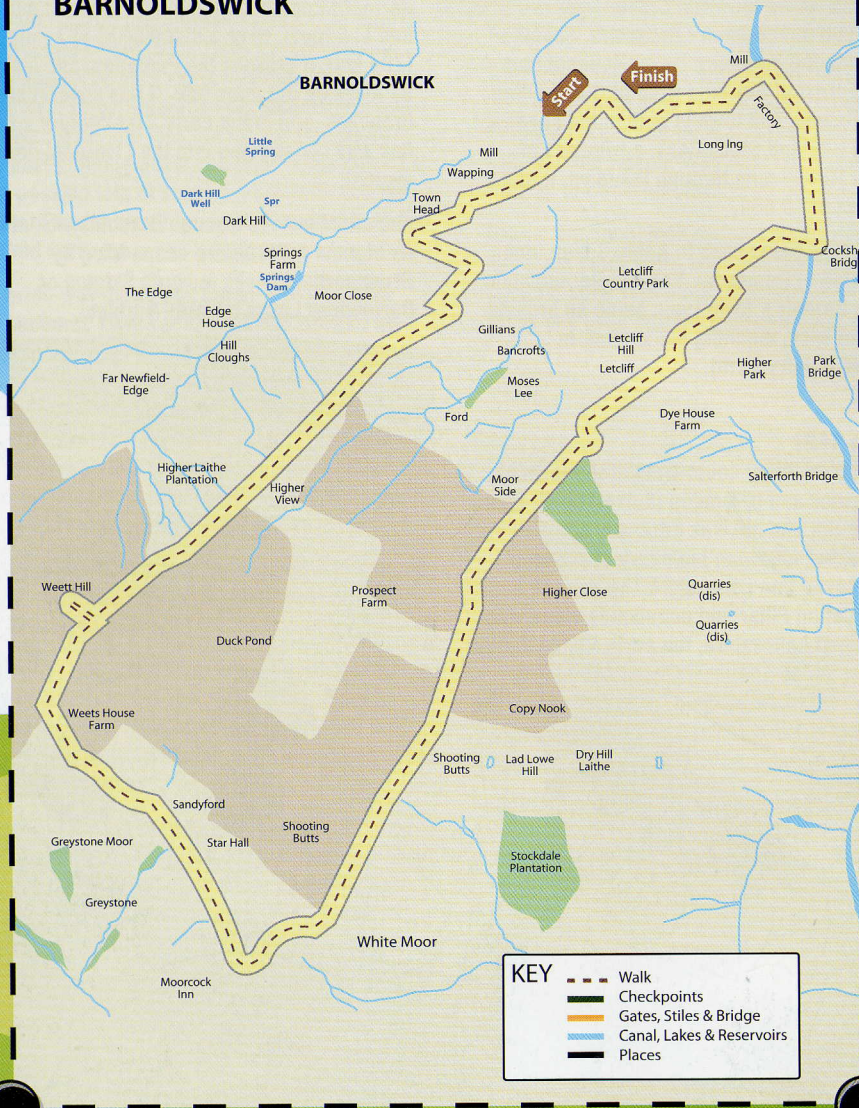 BARNOLDSWICK
BARNOLDSWICK
Start
Finish
Mill
Factory
Long Ing
Little
Spring
Mill
Wapping
Dark Hill
Well
Spr
Town
Head
Dark Hill
Springs
Farm
Springs
Dam
Cocksh
Bridg
Letcliff
Country Park
The Edge
Moor Close
Edge
House
Gillians
Hill
Cloughs
Bancrofts
Letcliff
Hill
Letcliff
Higher
Park
Park
Bridge
Far Newfield-
Edge
Moses
Lee
Ford
Dye House
Farm
Higher Laithe
Plantation
Higher
View
Moor
Side
Salterforth Bridge
Weett Hill
Prospect
Farm
Higher Close
Quarries
(dis)
Quarries
(dis)
Duck Pond
Weets House
Farm
Copy Nook
Shooting
Butts
Lad Lowe
Hill
Dry Hill
Laithe
Sandyford
Shooting
Butts
Greystone Moor
Star Hall
Stockdale
Plantation
Greystone
White Moor
Moorcock
Inn
KEY
Walk
Checkpoints
Gates, Stiles & Bridge
Canal, Lakes & Reservoirs
Places